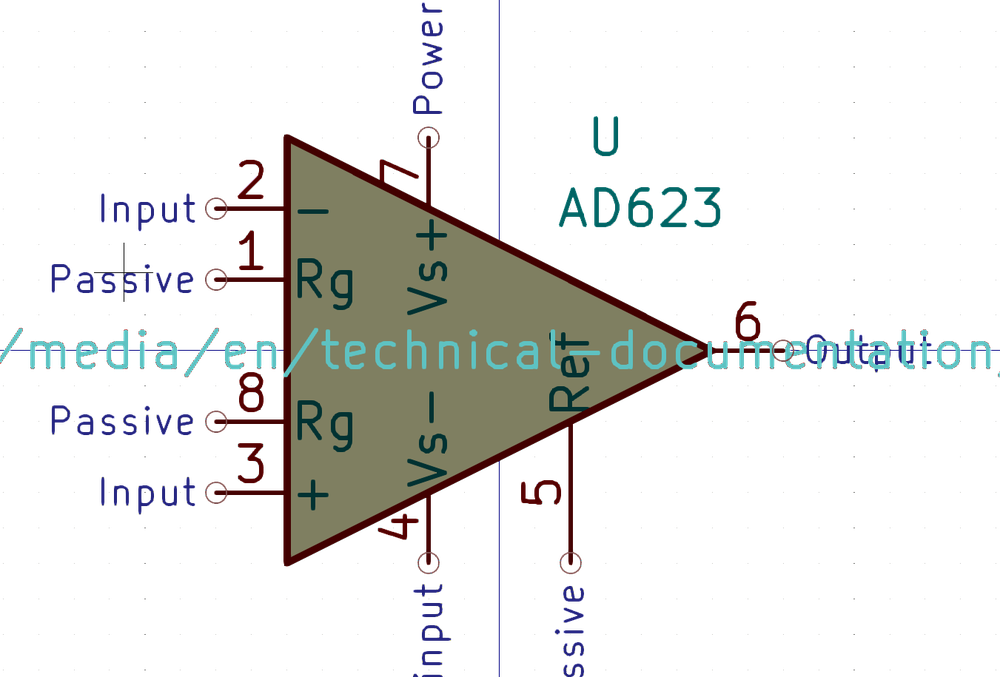 Power
U
7
2
Input
−
AD623
1
Vs+
Passive
Rg
6
/media/en/technical-documentation/
Output
Ref
8
Passive
Rg
Vs−
3
5
Input
+
4
input
ssive